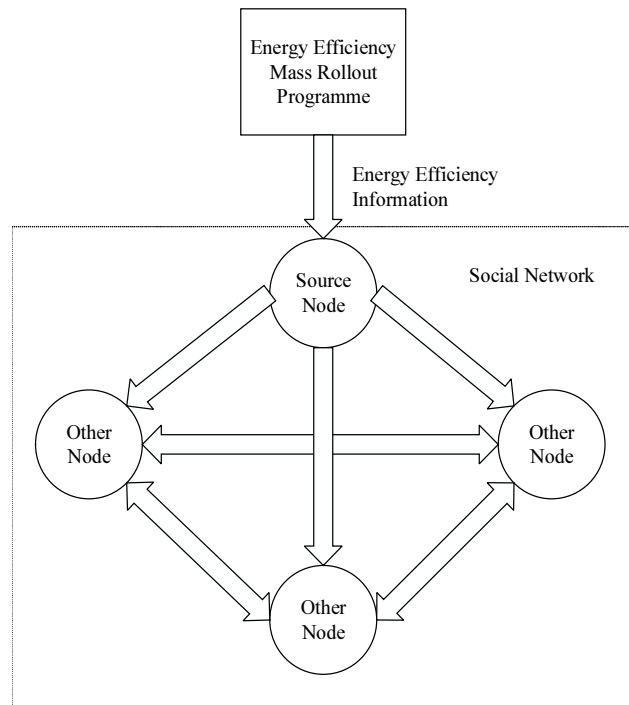 Energy Efficiency
Mass Rollout
Programme
Energy Efficiency
Information
Social Network
Source
Node
Other
Node
Other
Node
Other
Node